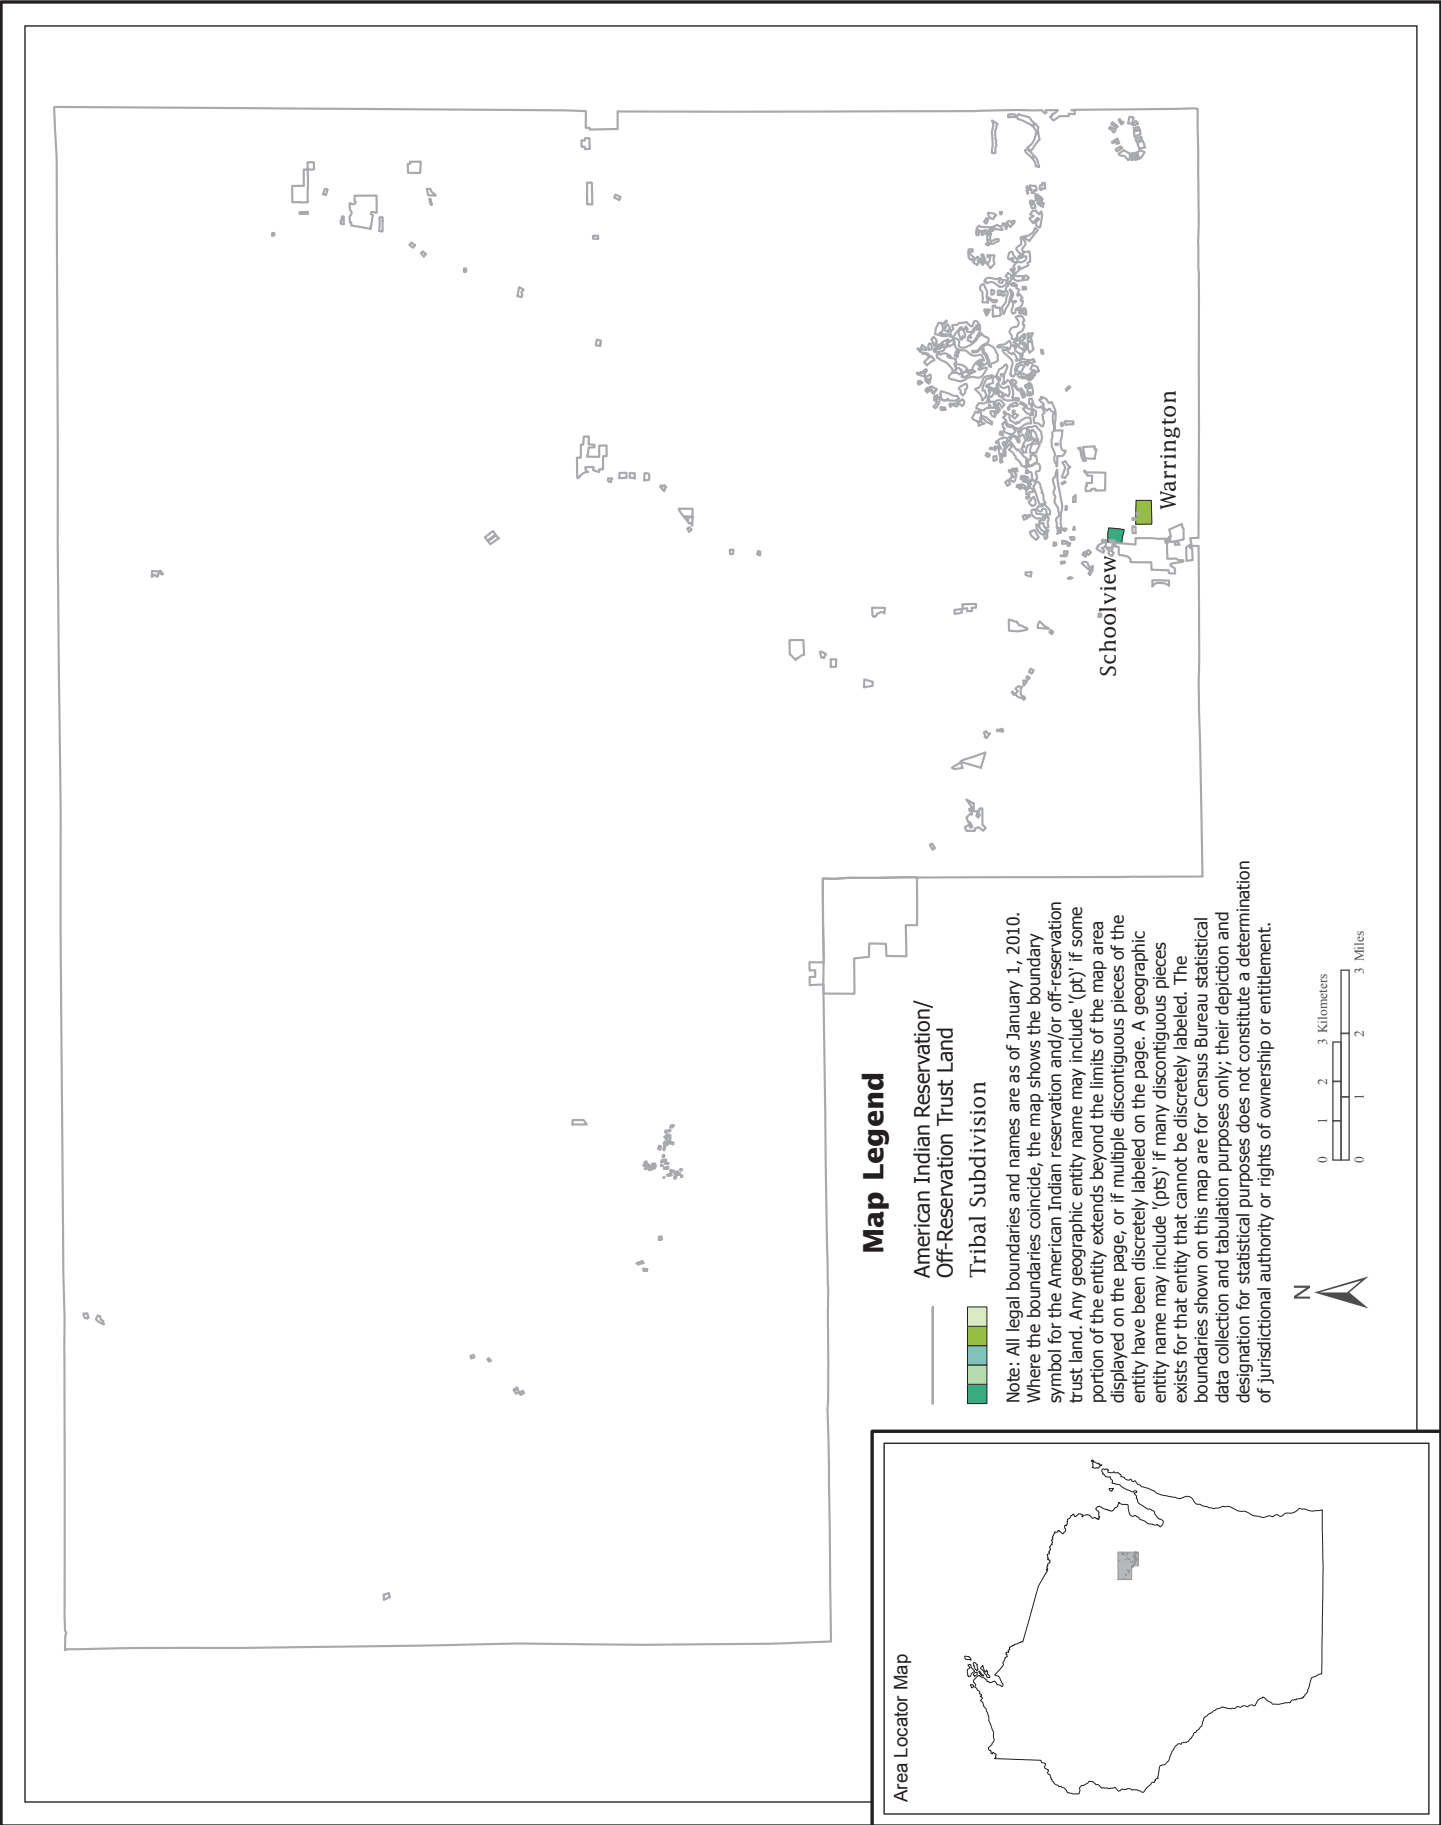 Schoolview
Warrington
Map Legend
American Indian Reservation/
Off-Reservation Trust Land
Tribal Subdivision
Note: All legal boundaries and names are as of January 1, 2010.
Where the boundaries coincide, the map shows the boundary
symbol for the American Indian reservation and/or off-reservation
trust land. Any geographic entity name may include '(pt)' if some
portion of the entity extends beyond the limits of the map area
displayed on the page, or if multiple discontiguous pieces of the
entity have been discretely labeled on the page. A geographic
entity name may include '(pts)' if many discontiguous pieces
exists for that entity that cannot be discretely labeled. The
boundaries shown on this map are for Census Bureau statistical
data collection and tabulation purposes only; their depiction and
designation for statistical purposes does not constitute a determination
of jurisdictional authority or rights of ownership or entitlement.
N
0 1 2 3 Kilometers
0 1 2 3 Miles
Area Locator Map